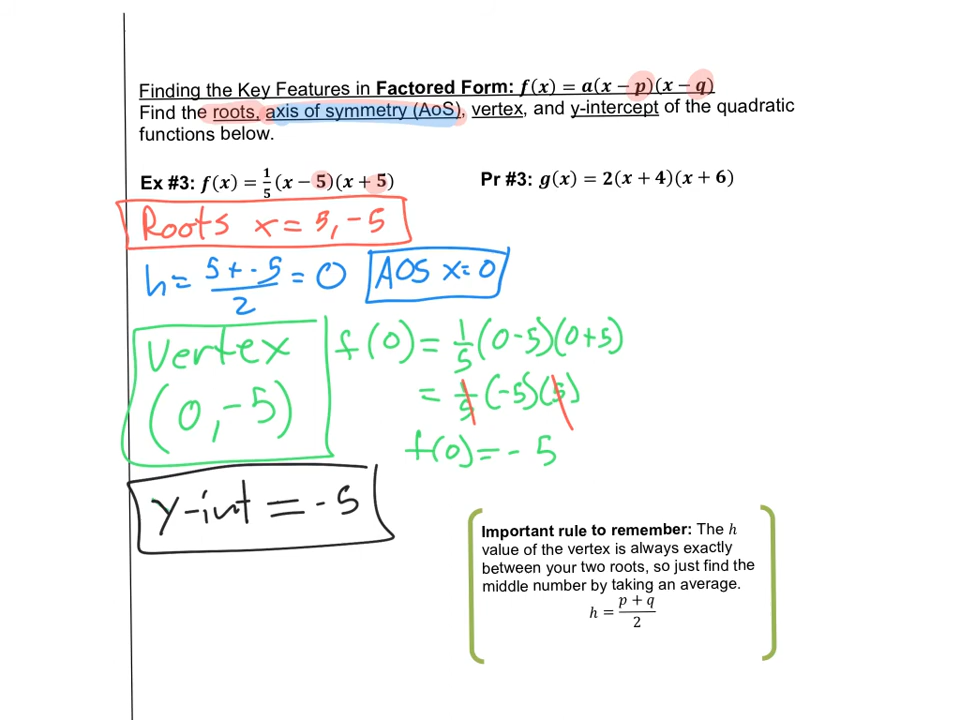 Finding the Key Features in Factored Form: f(x) = a(x − p)(x − q)
Find the roots, axis of symmetry (AoS), vertex, and y-intercept of the quadratic
functions below.
Ex #3: f(x) = 1/5 (x − 5)(x + 5)
Pr #3: g(x) = 2(x + 4)(x + 6)
Roots x = 5, -5
h = 5 + -5 / 2 = 0
AOS x = 0
Vertex
(0, -5)
f(0) = 1/5 (0-5)(0+5)
= 1/5 (-5)(5)
f(0) = -5
y-int = -5
Important rule to remember: The h
value of the vertex is always exactly
between your two roots, so just find the
middle number by taking an average.
h = p + q / 2